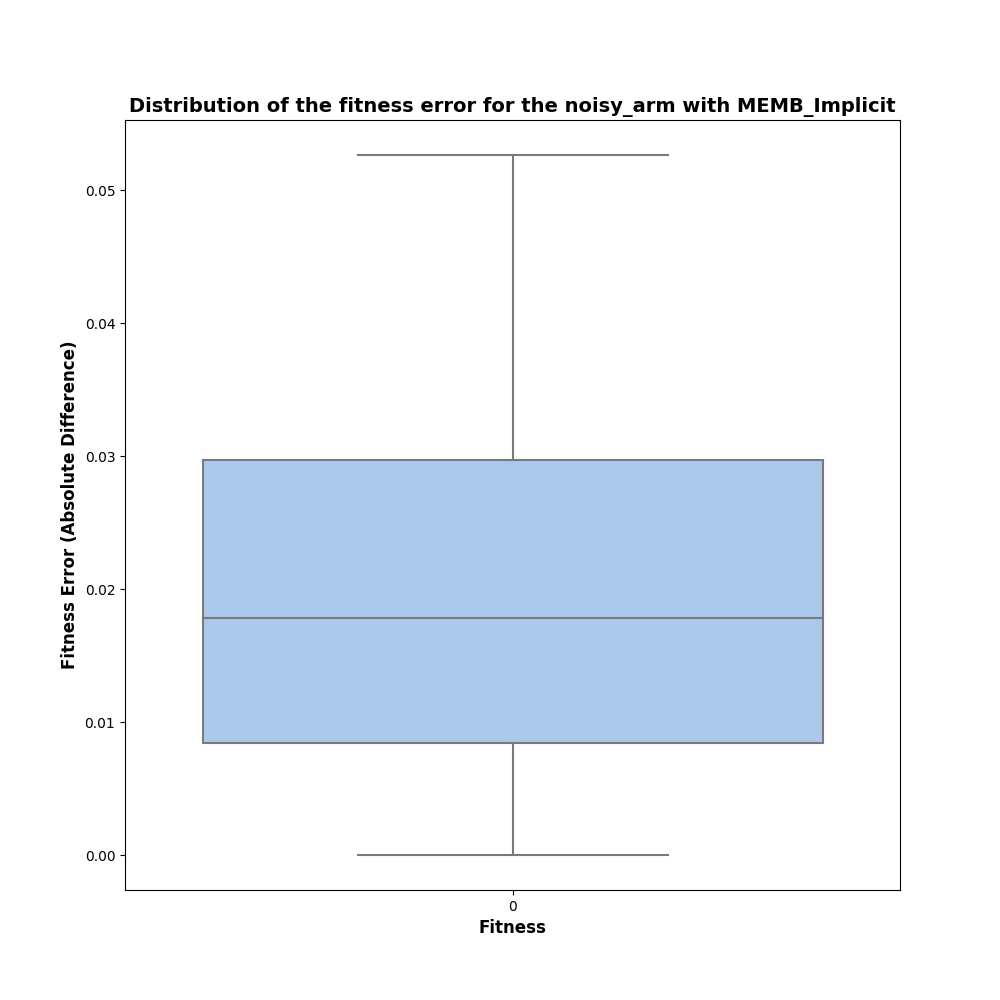 Distribution of the fitness error for the noisy_arm with MEMB_Implicit
Fitness Error (Absolute Difference)
0.05
0.04
0.03
0.02
0.01
0.00
0
Fitness